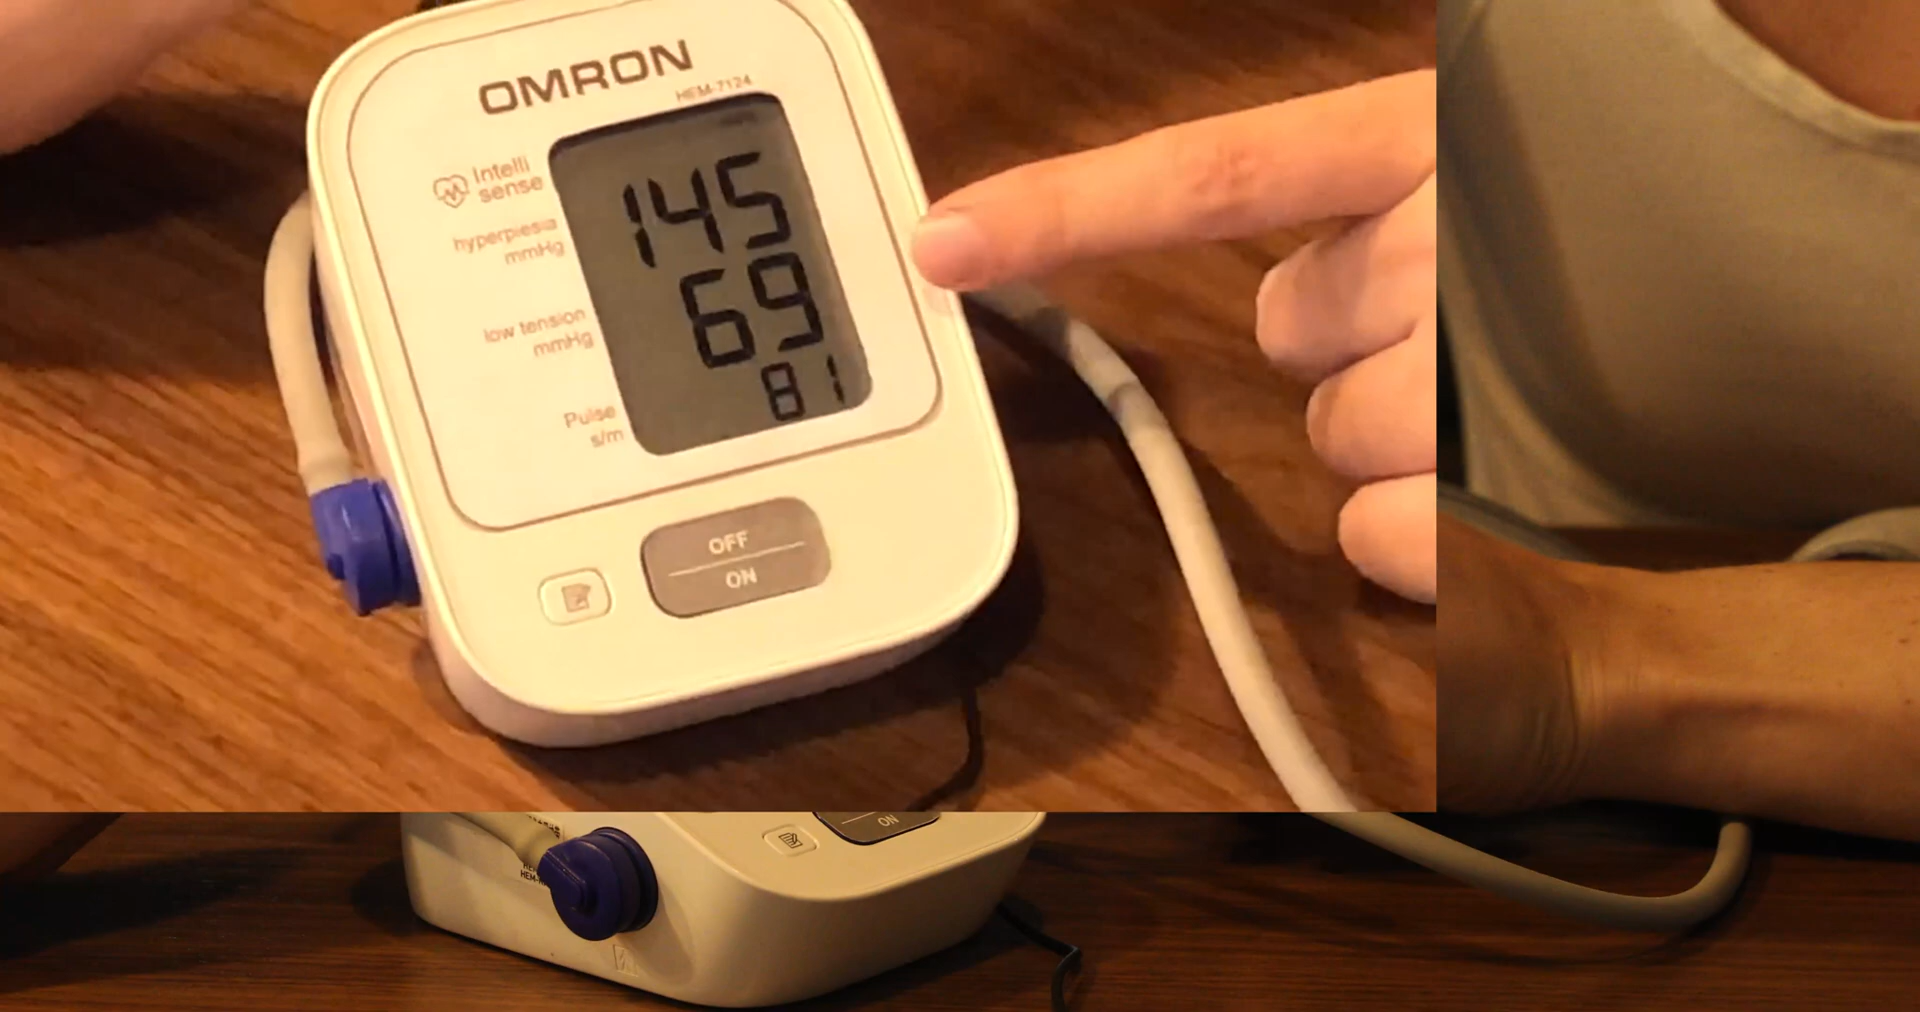 OMRON
HEM-7124
Intelli
sense
hyperpiesia
mmHg
145
low tension
mmHg
69
Pulse
s/m
81
OFF
ON
ON